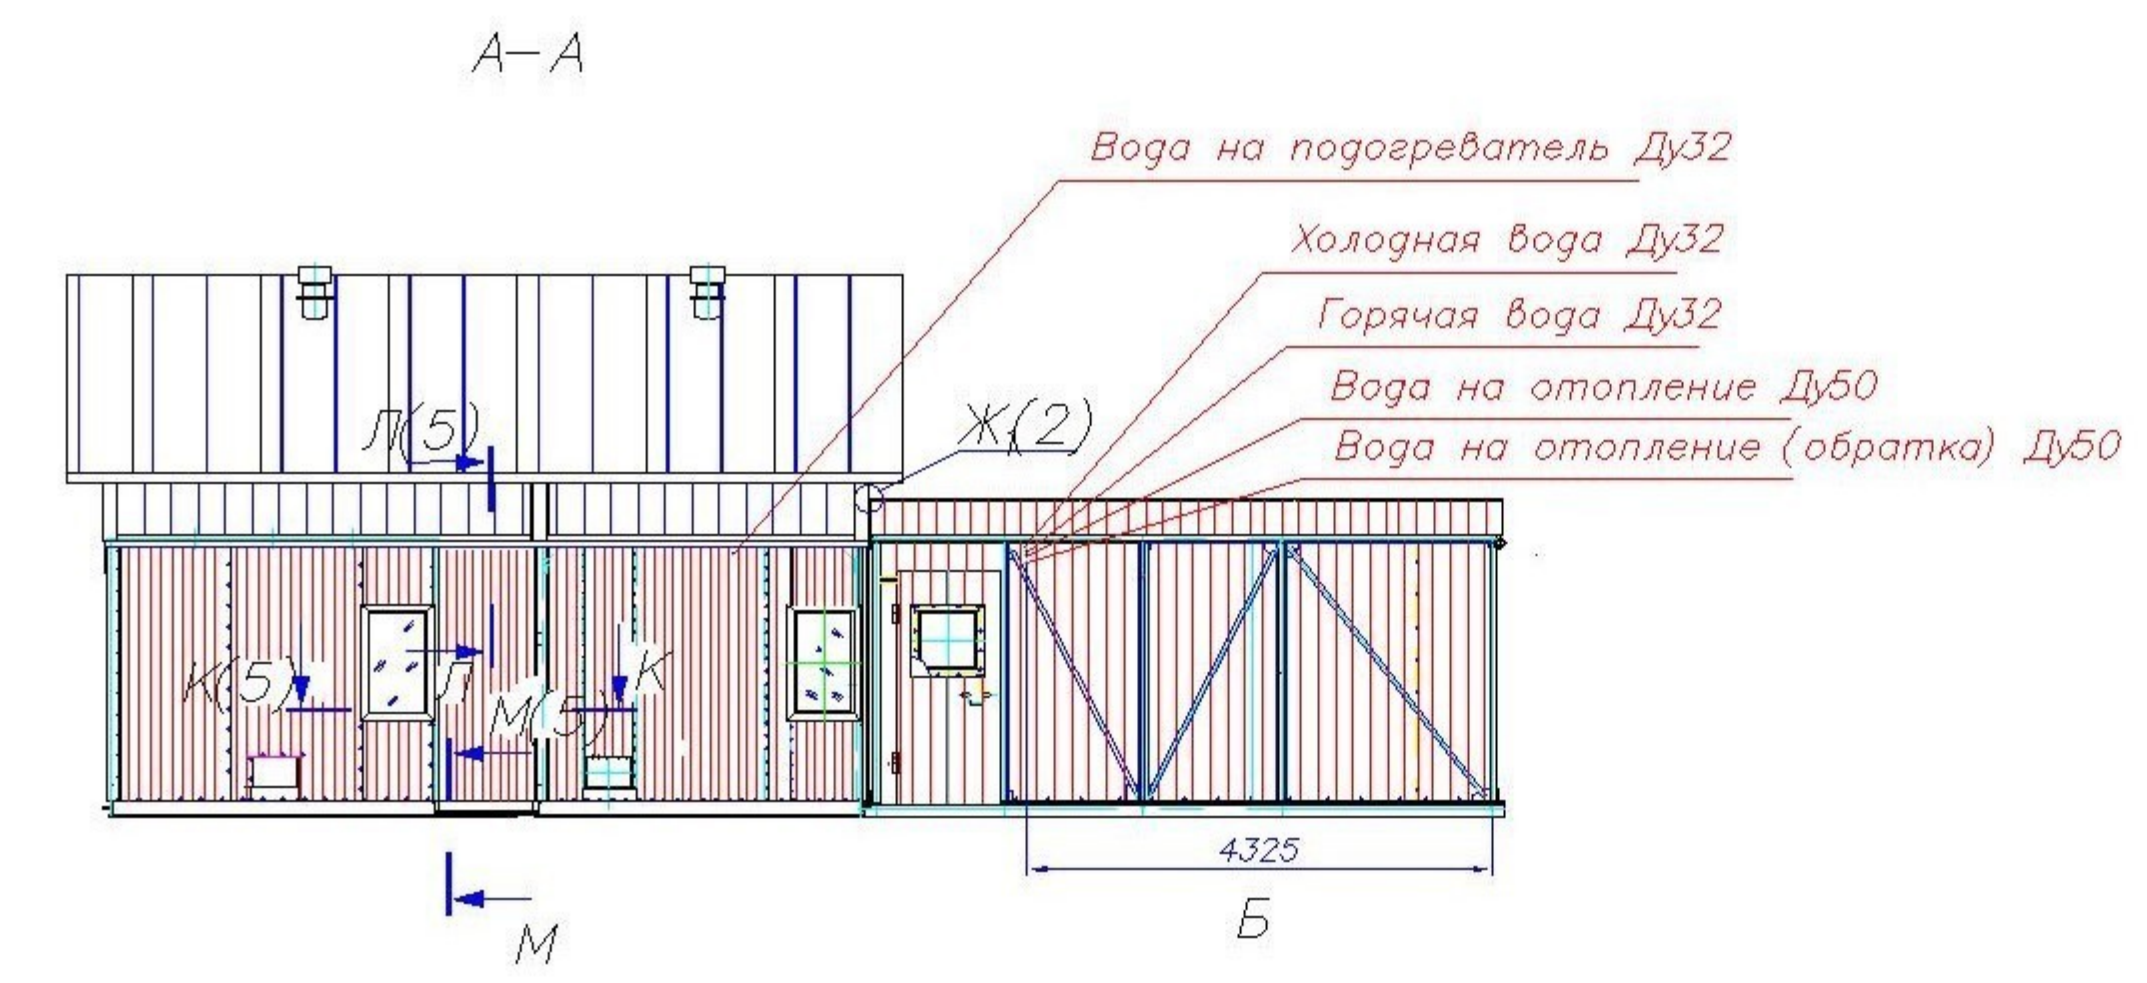 А-А
Вода на подогреватель Ду32
Холодная вода Ду32
Горячая вода Ду32
Вода на отопление Ду50
Вода на отопление (обратка) Ду50
Л(5)
Ж(2)
К(5)
Л
К
М(5)
4325
Б
М